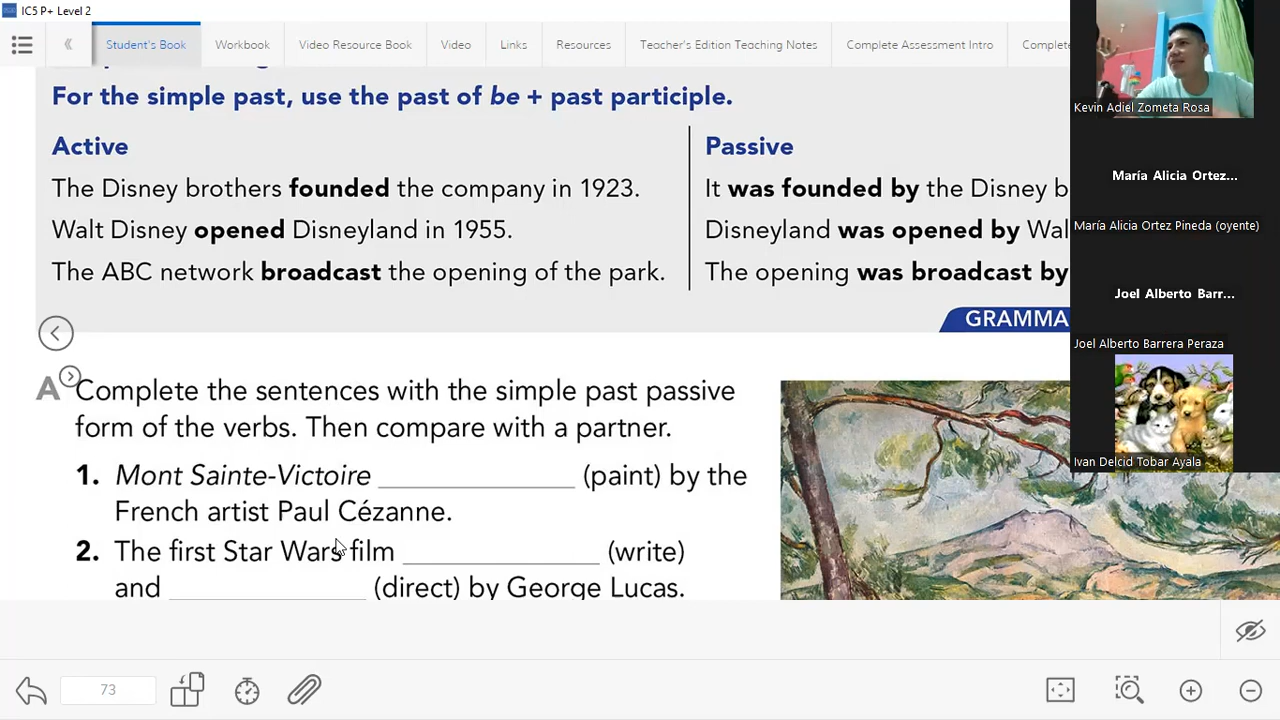 IC5 P+ Level 2
Student's Book
Workbook
Video Resource Book
Video
Links
Resources
Teacher's Edition Teaching Notes
Complete Assessment Intro
Complete
For the simple past, use the past of be + past participle.
Active
The Disney brothers founded the company in 1923.
Walt Disney opened Disneyland in 1955.
The ABC network broadcast the opening of the park.
Passive
It was founded by the Disney b
Disneyland was opened by Wal
The opening was broadcast by
GRAMMA
A Complete the sentences with the simple past passive
form of the verbs. Then compare with a partner.
1. Mont Sainte-Victoire ____________ (paint) by the
French artist Paul Cézanne.
2. The first Star Wars film ____________ (write)
and ____________ (direct) by George Lucas.
73
Kevin Adiel Zometa Rosa
María Alicia Ortez...
María Alicia Ortez Pineda (oyente)
Joel Alberto Barr...
Joel Alberto Barrera Peraza
Ivan Delcid Tobar Ayala